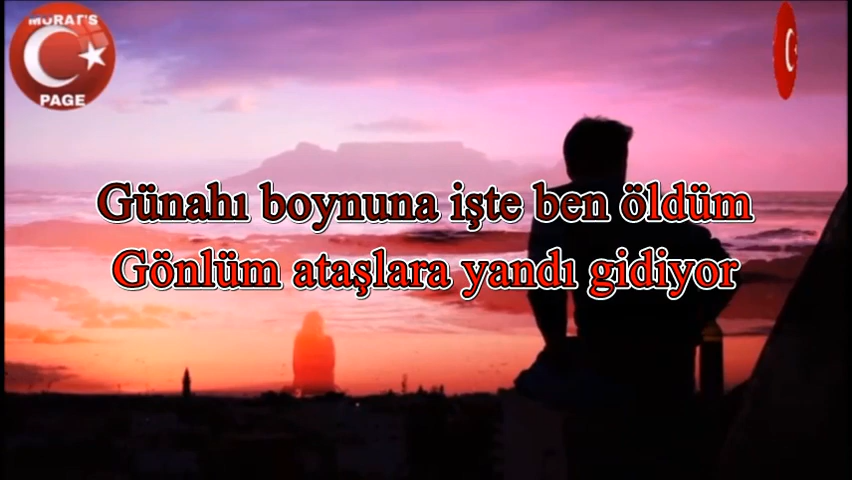 MURAT'S
PAGE
Günahı boynuna işte ben öldüm
Gönlüm ataşlara yandı gidiyor